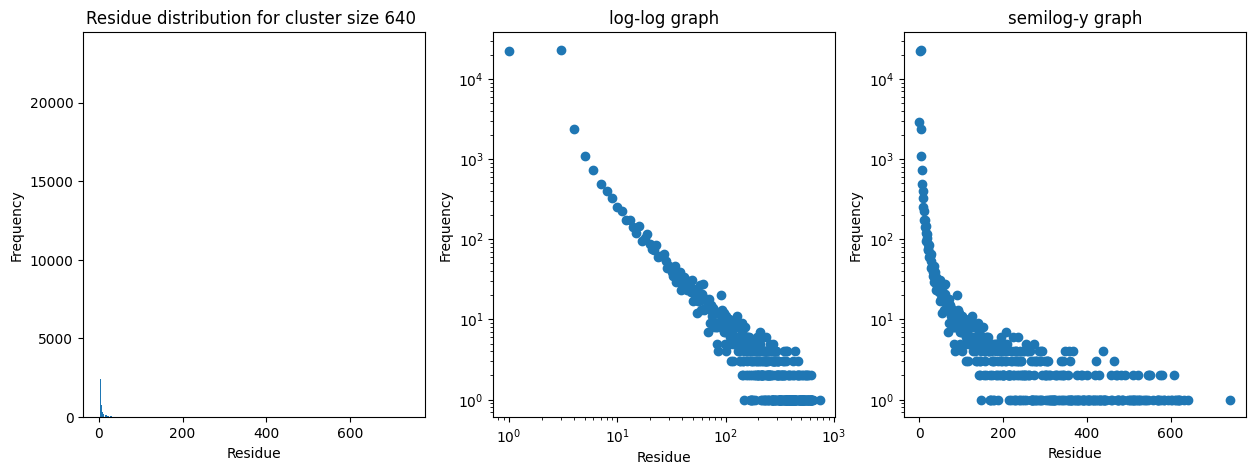 Residue distribution for cluster size 640
20000
15000
10000
5000
0
Frequency
0 200 400 600
Residue
log-log graph
10^4
10^3
10^2
10^1
10^0
Frequency
10^0 10^1 10^2 10^3
Residue
semilog-y graph
10^4
10^3
10^2
10^1
10^0
Frequency
0 200 400 600
Residue